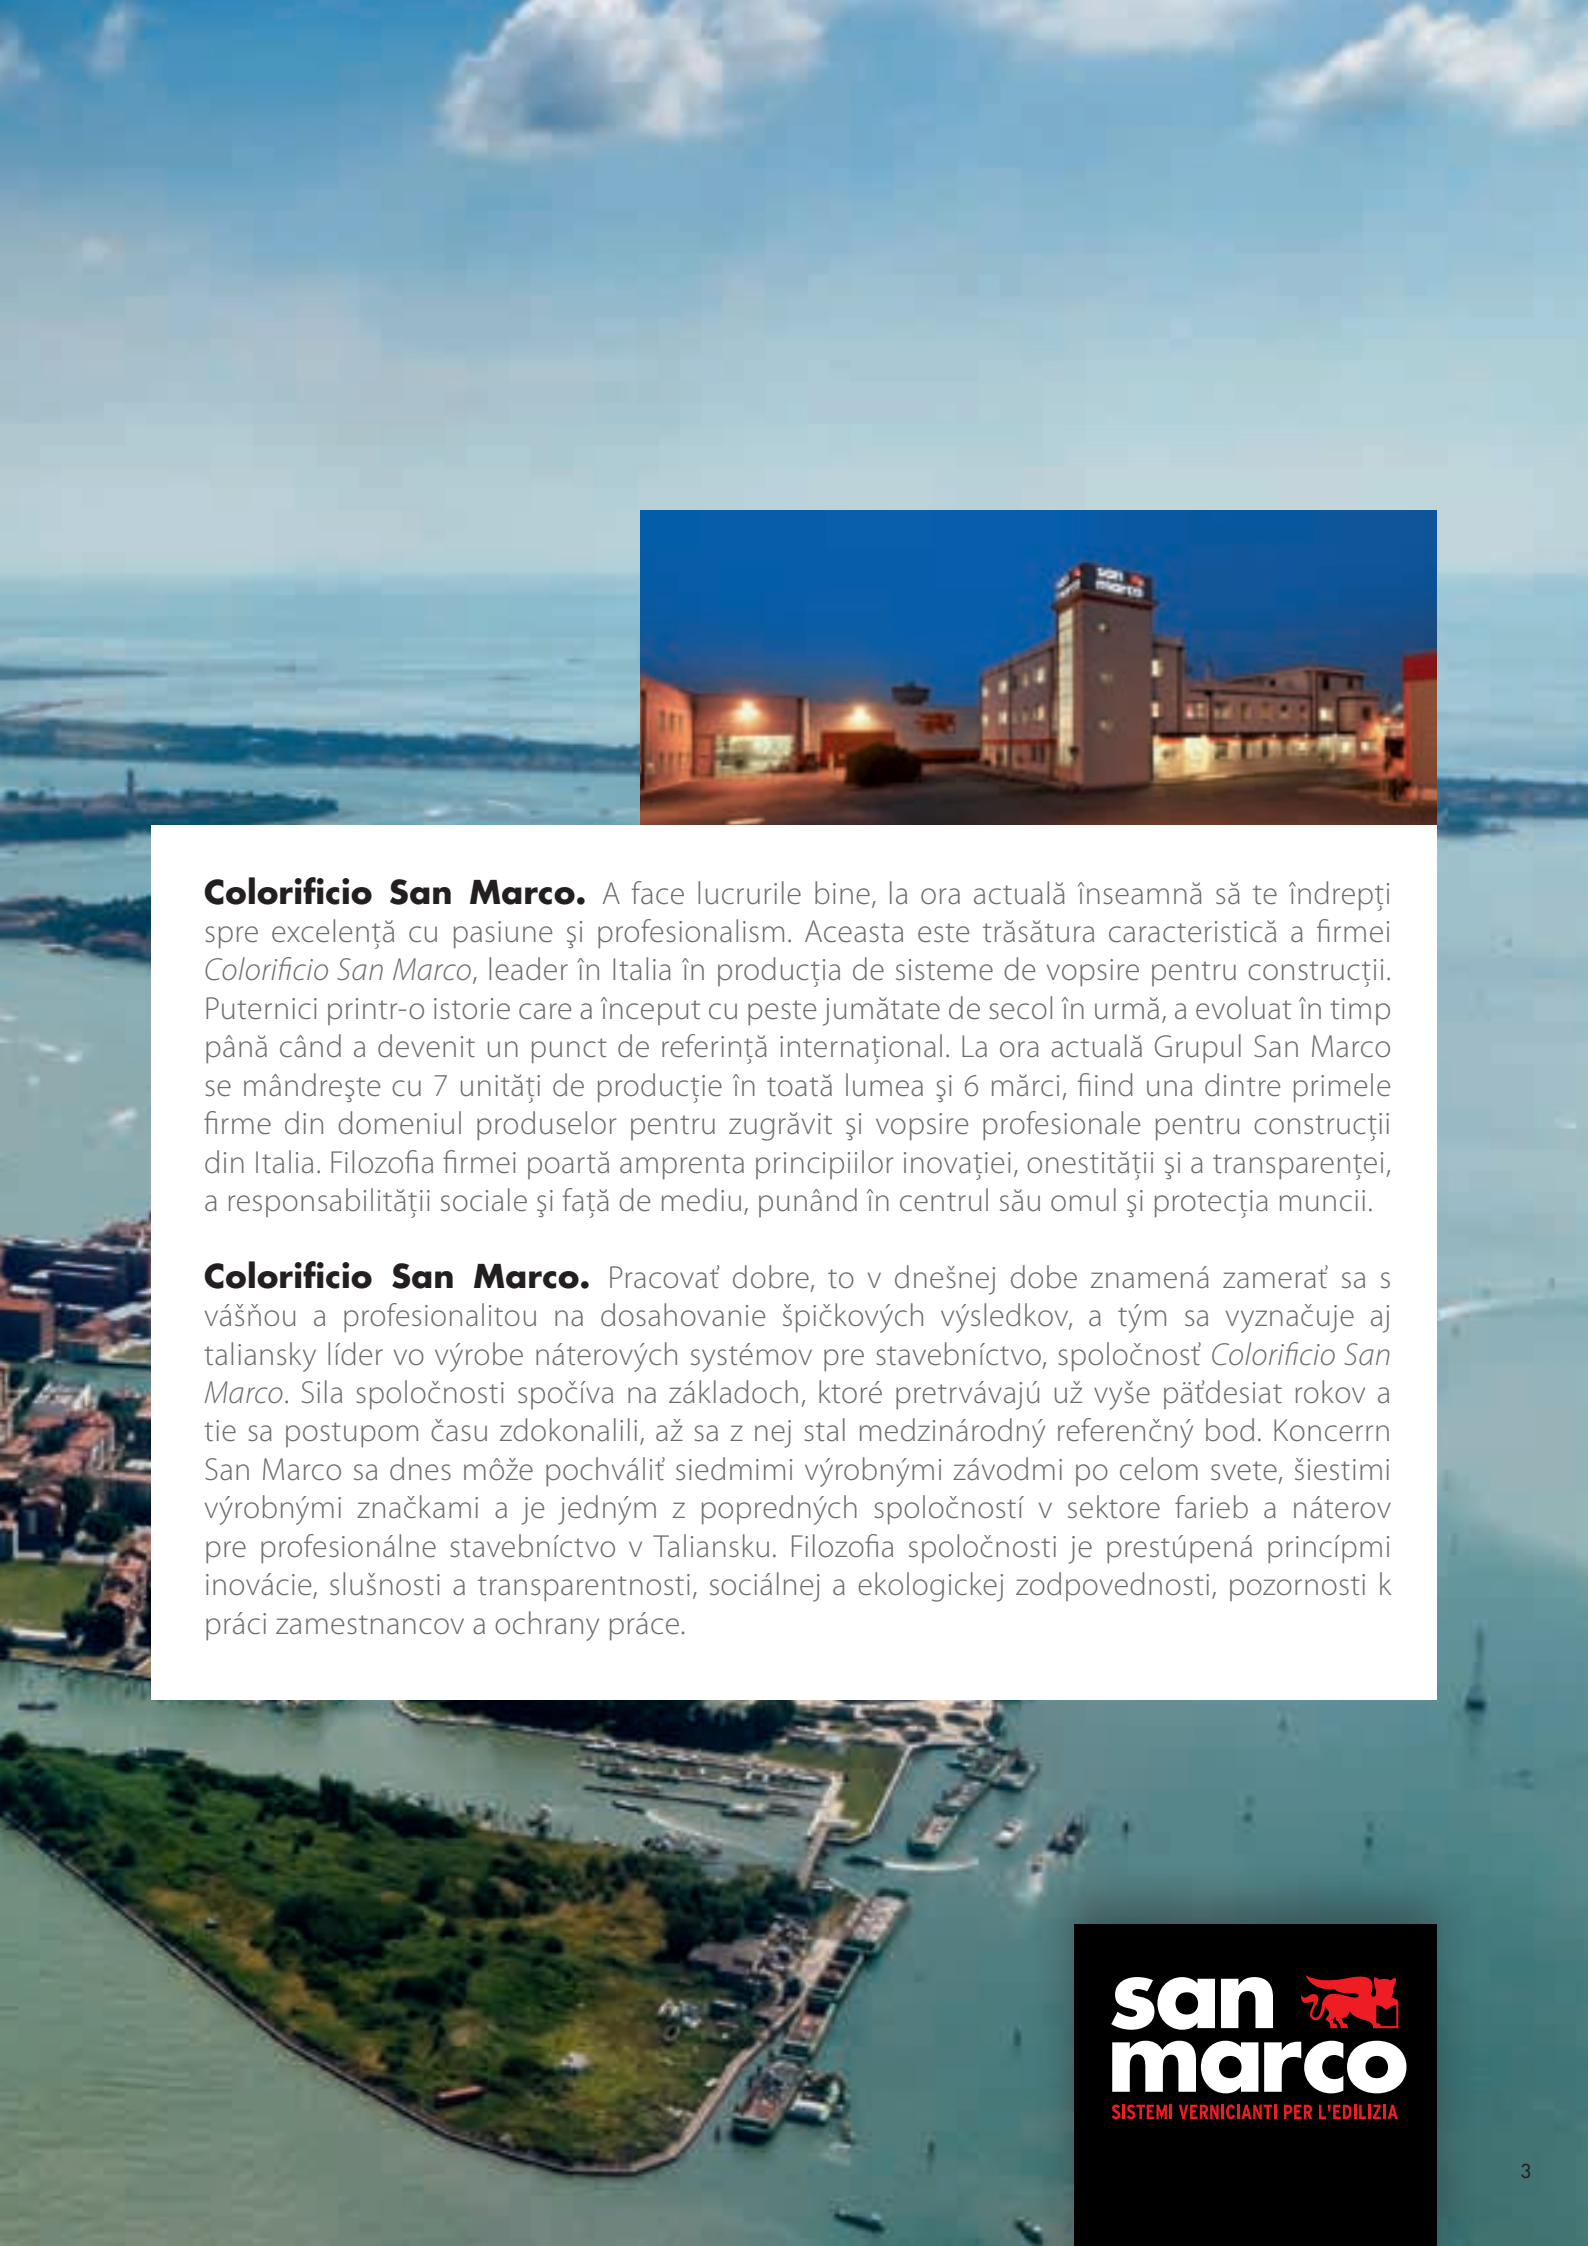 san
marco
Colorificio San Marco. A face lucrurile bine, la ora actuală înseamnă să te îndrepţi
spre excelenţă cu pasiune şi profesionalism. Aceasta este trăsătura caracteristică a firmei
Colorificio San Marco, leader în Italia în producţia de sisteme de vopsire pentru construcţii.
Puternici printr-o istorie care a început cu peste jumătate de secol în urmă, a evoluat în timp
până când a devenit un punct de referinţă internaţional. La ora actuală Grupul San Marco
se mândreşte cu 7 unităţi de producţie în toată lumea şi 6 mărci, fiind una dintre primele
firme din domeniul produselor pentru zugrăvit şi vopsire profesionale pentru construcţii
din Italia. Filozofia firmei poartă amprenta principiilor inovaţiei, onestităţii şi a transparenţei,
a responsabilităţii sociale şi faţă de mediu, punând în centrul său omul şi protecţia muncii.
Colorificio San Marco. Pracovať dobre, to v dnešnej dobe znamená zamerať sa s
vášňou a profesionalitou na dosahovanie špičkových výsledkov, a tým sa vyznačuje aj
taliansky líder vo výrobe náterových systémov pre stavebníctvo, spoločnosť Colorificio San
Marco. Sila spoločnosti spočíva na základoch, ktoré pretrvávajú už vyše päťdesiat rokov a
tie sa postupom času zdokonalili, až sa z nej stal medzinárodný referenčný bod. Koncerrn
San Marco sa dnes môže pochváliť siedmimi výrobnými závodmi po celom svete, šiestimi
výrobnými značkami a je jedným z popredných spoločností v sektore farieb a náterov
pre profesionálne stavebníctvo v Taliansku. Filozofia spoločnosti je prestúpená princípmi
inovácie, slušnosti a transparentnosti, sociálnej a ekologickej zodpovednosti, pozornosti k
práci zamestnancov a ochrany práce.
san
marco
SISTEMI VERNICIANTI PER L'EDILIZIA
3